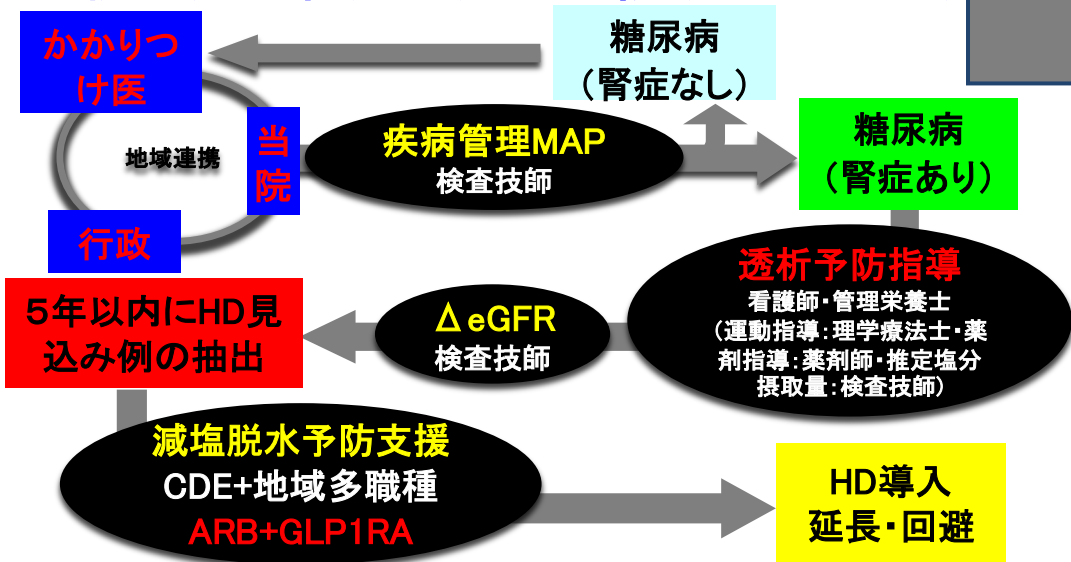 かかりつ
け医
糖尿病
（腎症なし）
地域連携
当
院
疾病管理MAP
検査技師
糖尿病
（腎症あり）
行政
透析予防指導
看護師・管理栄養士
（運動指導：理学療法士・薬
剤指導：薬剤師・推定塩分
摂取量：検査技師）
５年以内にHD見
込み例の抽出
ΔeGFR
検査技師
減塩脱水予防支援
CDE+地域多職種
ARB+GLP1RA
HD導入
延長・回避